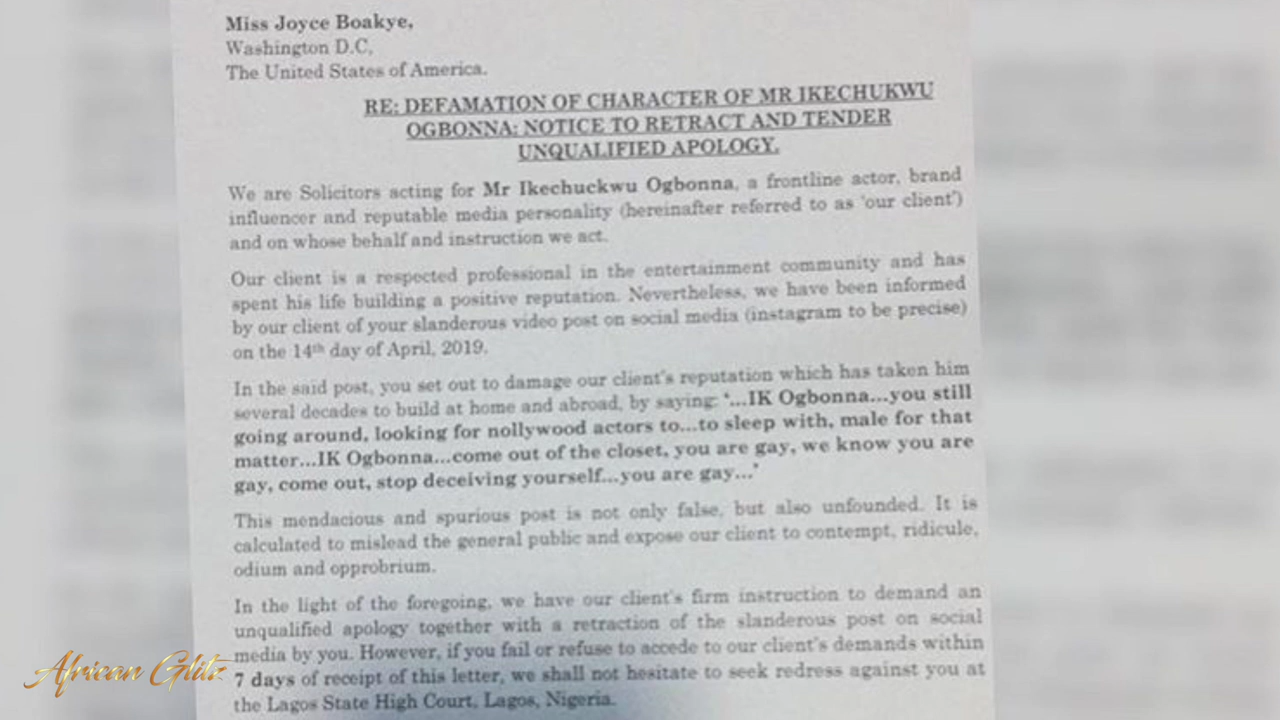 Miss Joyce Boakye,
Washington D.C,
The United States of America.
RE: DEFAMATION OF CHARACTER OF MR IKECHUKWU
OGBONNA: NOTICE TO RETRACT AND TENDER
UNQUALIFIED APOLOGY.
We are Solicitors acting for Mr Ikechuckwu Ogbonna, a frontline actor, brand
influencer and reputable media personality (hereinafter referred to as 'our client')
and on whose behalf and instruction we act.
Our client is a respected professional in the entertainment community and has
spent his life building a positive reputation. Nevertheless, we have been informed
by our client of your slanderous video post on social media (instagram to be precise)
on the 14th day of April, 2019.
In the said post, you set out to damage our client's reputation which has taken him
several decades to build at home and abroad, by saying: '...IK Ogbonna...you still
going around, looking for nollywood actors to...to sleep with, male for that
matter...IK Ogbonna...come out of the closet, you are gay, we know you are
gay, come out, stop deceiving yourself...you are gay...'
This mendacious and spurious post is not only false, but also unfounded. It is
calculated to mislead the general public and expose our client to contempt, ridicule,
odium and opprobrium.
In the light of the foregoing, we have our client's firm instruction to demand an
unqualified apology together with a retraction of the slanderous post on social
media by you. However, if you fail or refuse to accede to our client's demands within
7 days of receipt of this letter, we shall not hesitate to seek redress against you at
the Lagos State High Court, Lagos, Nigeria.
African Glitz